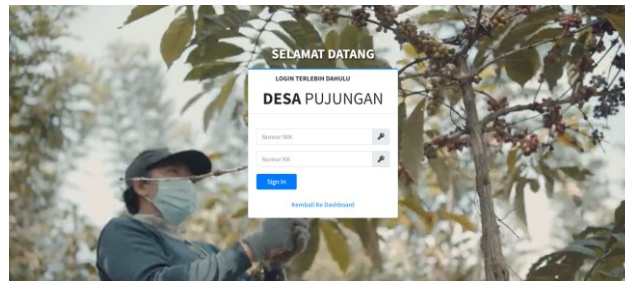 SELAMAT DATANG
LOGIN TERLEBIH DAHULU
DESA PUJUNGAN
Nomor NIK
Nomor KK
Sign In
Kembali Ke Dashboard